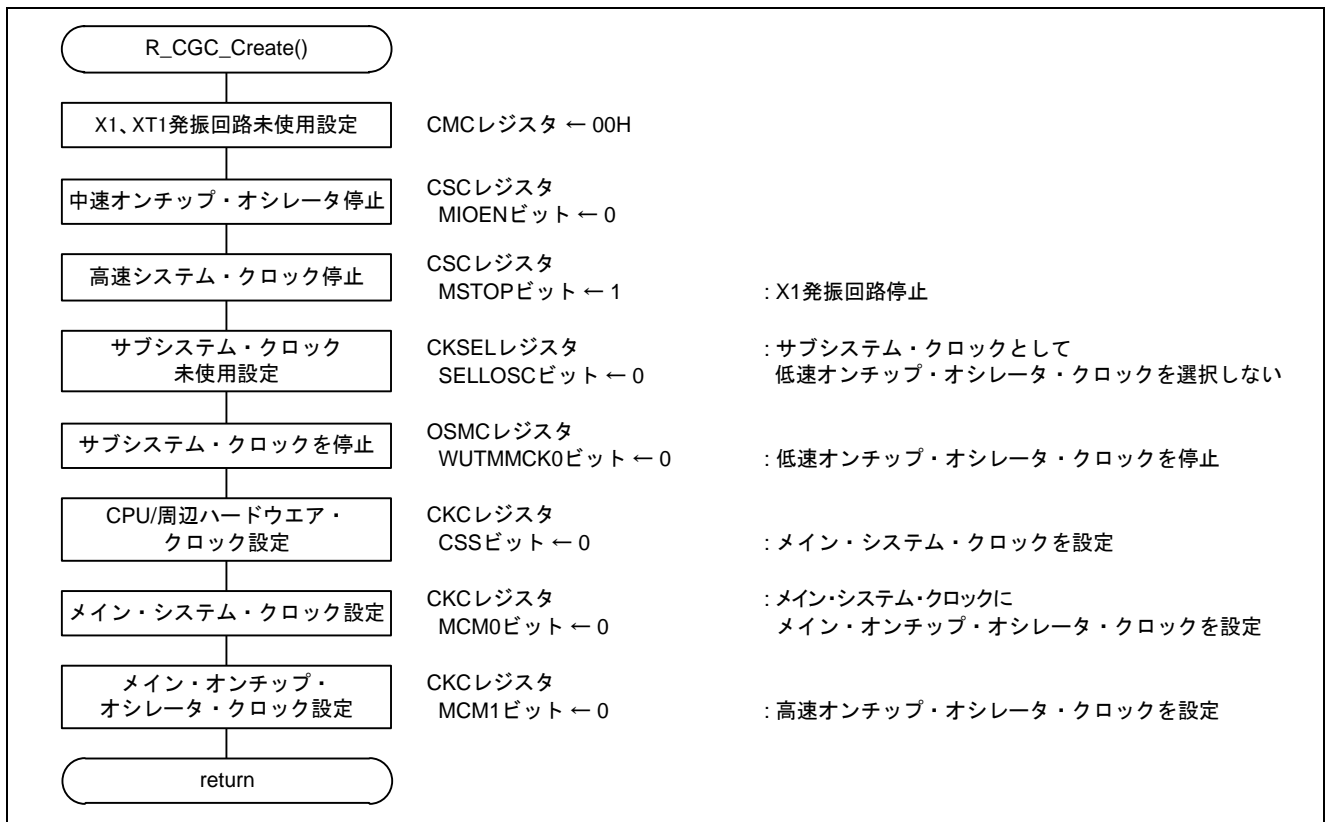 R_CGC_Create()
X1、XT1発振回路未使用設定
CMCレジスタ ← 00H
中速オンチップ・オシレータ停止
CSCレジスタ
MIOENビット ← 0
高速システム・クロック停止
CSCレジスタ
MSTOPビット ← 1
: X1発振回路停止
サブシステム・クロック
未使用設定
CKSELレジスタ
SELLOSCビット ← 0
: サブシステム・クロックとして
低速オンチップ・オシレータ・クロックを選択しない
サブシステム・クロックを停止
OSMCレジスタ
WUTMMCK0ビット ← 0
: 低速オンチップ・オシレータ・クロックを停止
CPU/周辺ハードウエア・
クロック設定
CKCレジスタ
CSSビット ← 0
: メイン・システム・クロックを設定
メイン・システム・クロック設定
CKCレジスタ
MCM0ビット ← 0
: メイン・システム・クロックに
メイン・オンチップ・オシレータ・クロックを設定
メイン・オンチップ・
オシレータ・クロック設定
CKCレジスタ
MCM1ビット ← 0
: 高速オンチップ・オシレータ・クロックを設定
return